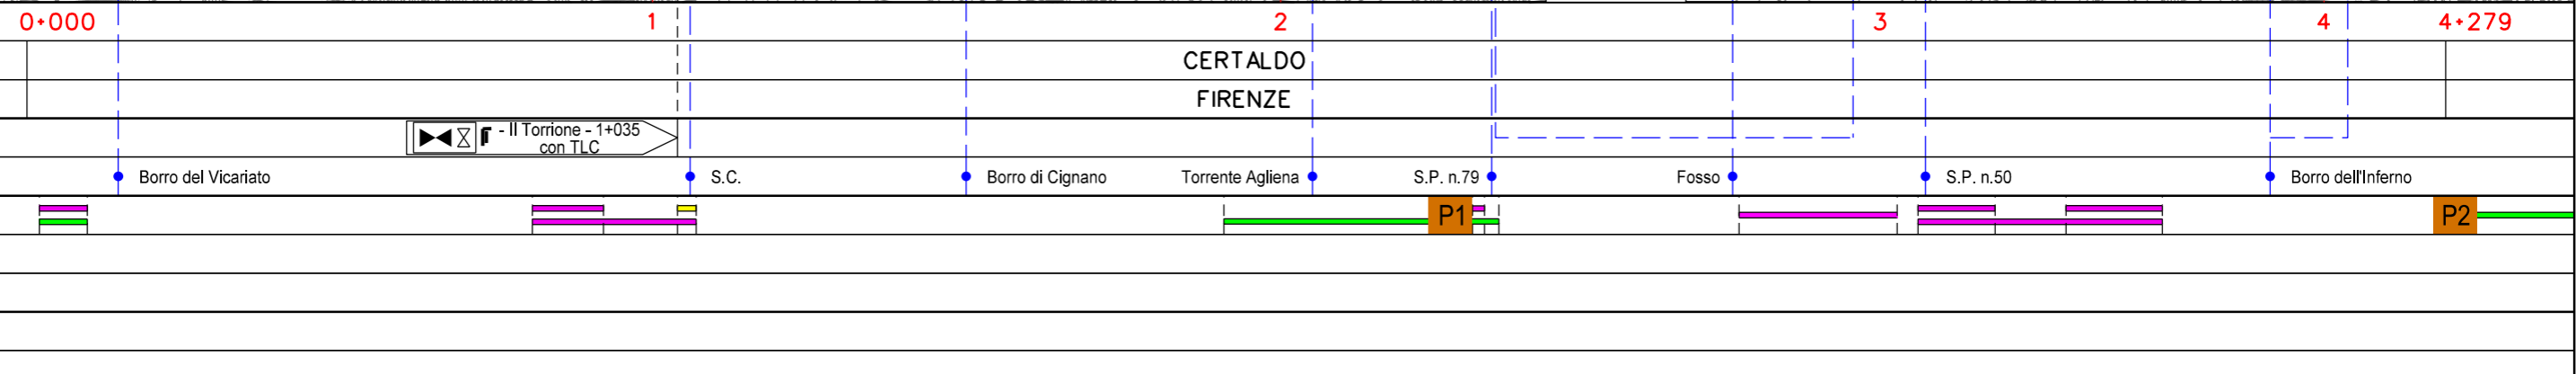 0+000 1 2 3 4 4+279
CERTALDO
FIRENZE
- Il Torrione - 1+035
con TLC
Borro del Vicariato S.C. Borro di Cignano Torrente Agliena S.P. n.79 Fosso S.P. n.50 Borro dell'Inferno
P1 P2